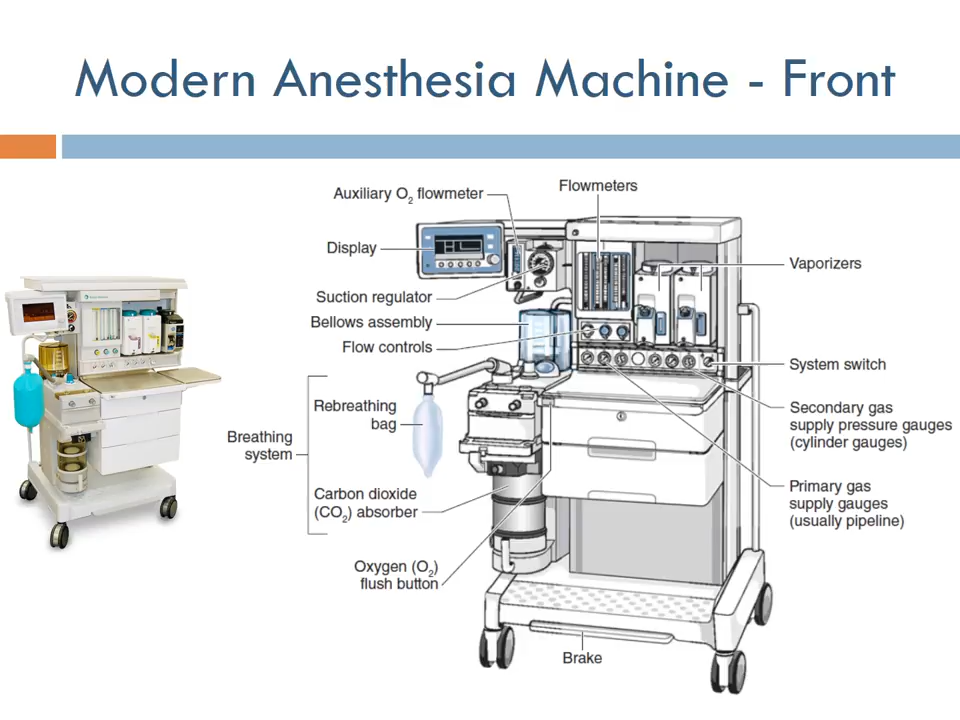 Modern Anesthesia Machine - Front
Auxiliary O₂ flowmeter
Flowmeters
Display
Vaporizers
Suction regulator
Bellows assembly
Flow controls
System switch
Rebreathing
bag
Secondary gas
supply pressure gauges
(cylinder gauges)
Breathing
system
Carbon dioxide
(CO₂) absorber
Primary gas
supply gauges
(usually pipeline)
Oxygen (O₂)
flush button
Brake